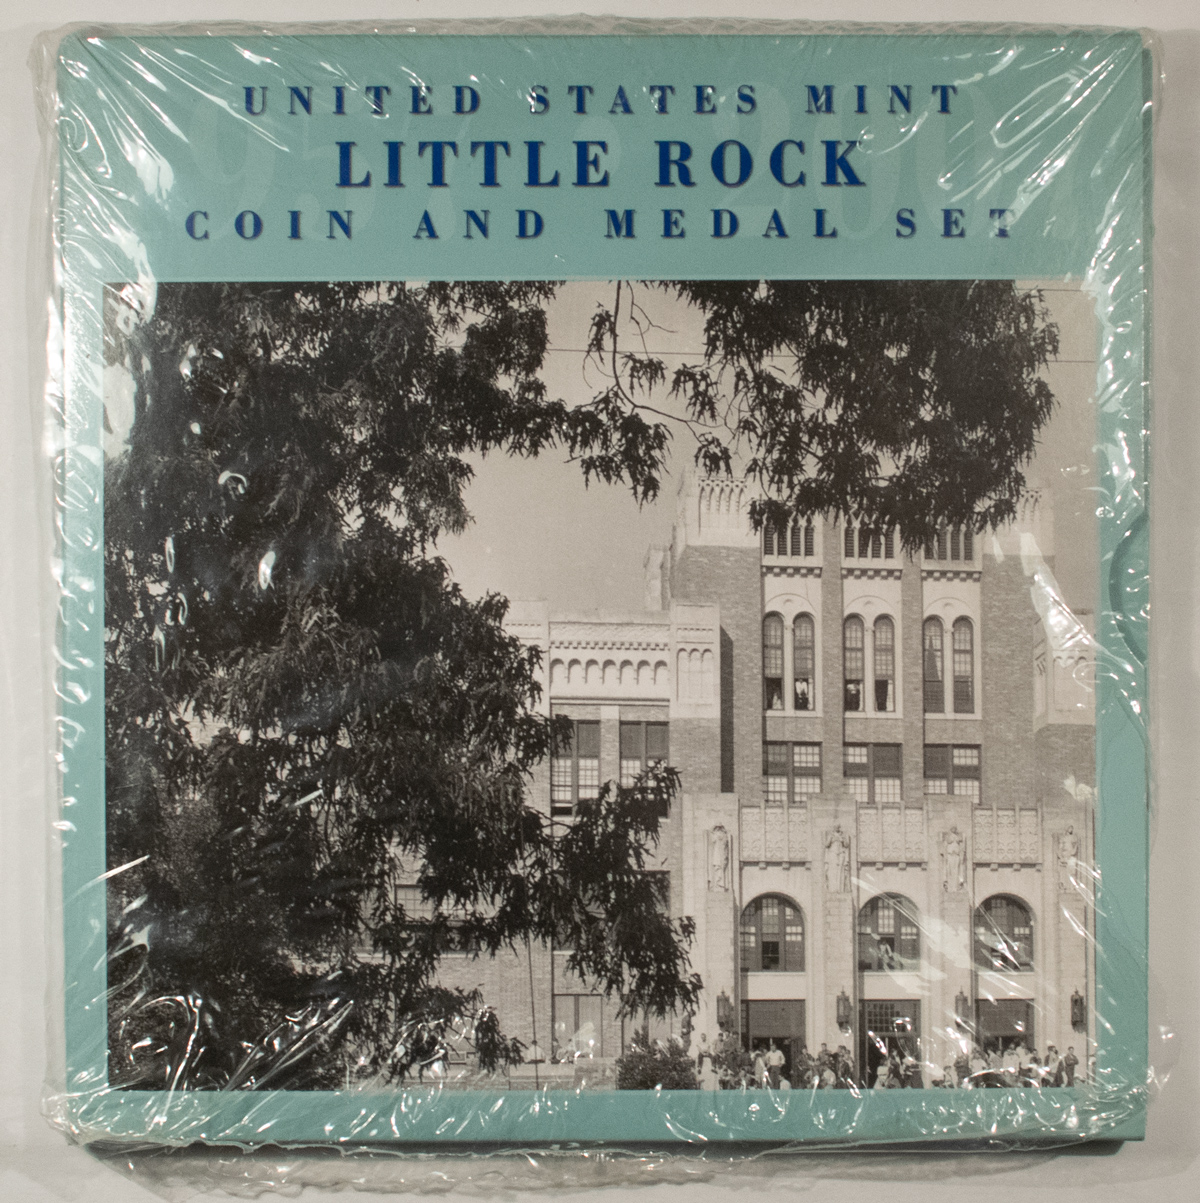 UNITED STATES MINT
LITTLE ROCK
COIN AND MEDAL SET